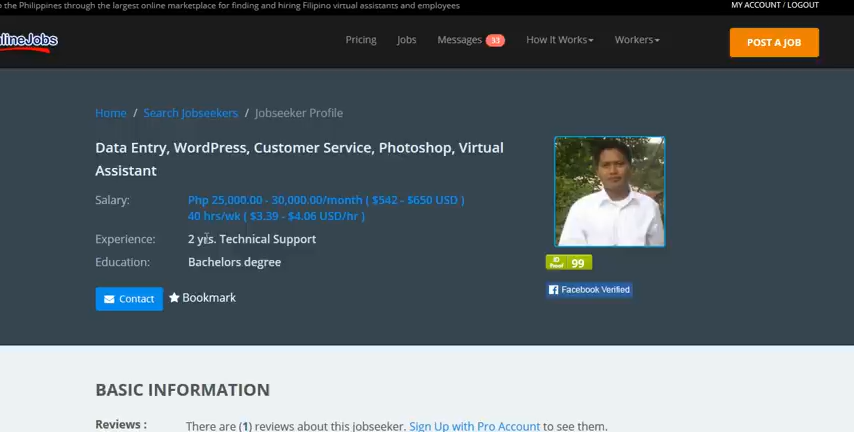 n the Philippines through the largest online marketplace for finding and hiring Filipino virtual assistants and employees
MY ACCOUNT / LOGOUT
lineJobs
Pricing Jobs Messages 33 How It Works Workers
POST A JOB
Home / Search Jobseekers / Jobseeker Profile
Data Entry, WordPress, Customer Service, Photoshop, Virtual
Assistant
Salary: Php 25,000.00 - 30,000.00/month ( $542 - $650 USD )
40 hrs/wk ( $3.39 - $4.06 USD/hr )
Experience: 2 yrs. Technical Support
Education: Bachelors degree
ID Proof 99
Facebook Verified
Contact Bookmark
BASIC INFORMATION
Reviews : There are (1) reviews about this jobseeker. Sign Up with Pro Account to see them.